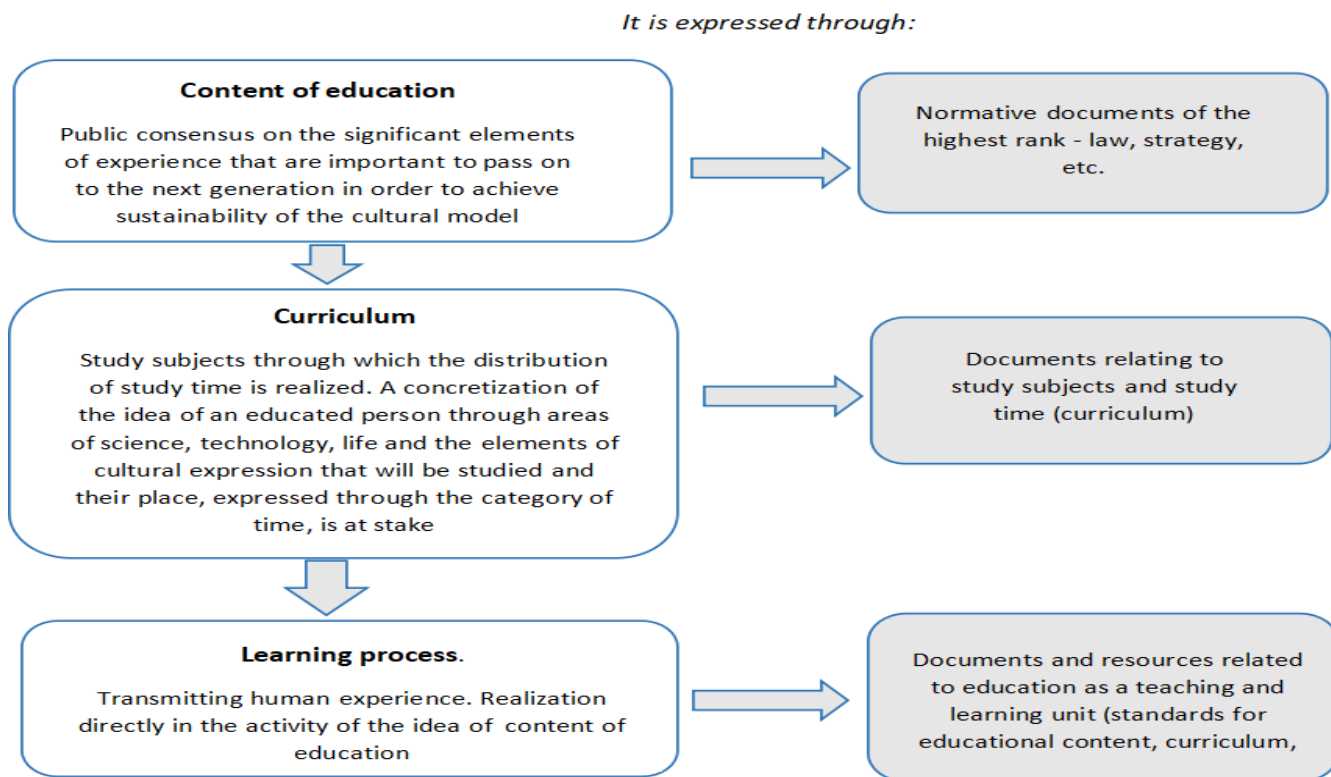 It is expressed through:
Content of education
Public consensus on the significant elements
of experience that are important to pass on
to the next generation in order to achieve
sustainability of the cultural model
Normative documents of the
highest rank - law, strategy,
etc.
Curriculum
Study subjects through which the distribution
of study time is realized. A concretization of
the idea of an educated person through areas
of science, technology, life and the elements of
cultural expression that will be studied and
their place, expressed through the category of
time, is at stake
Documents relating to
study subjects and study
time (curriculum)
Learning process.
Transmitting human experience. Realization
directly in the activity of the idea of content of
education
Documents and resources related
to education as a teaching and
learning unit (standards for
educational content, curriculum,